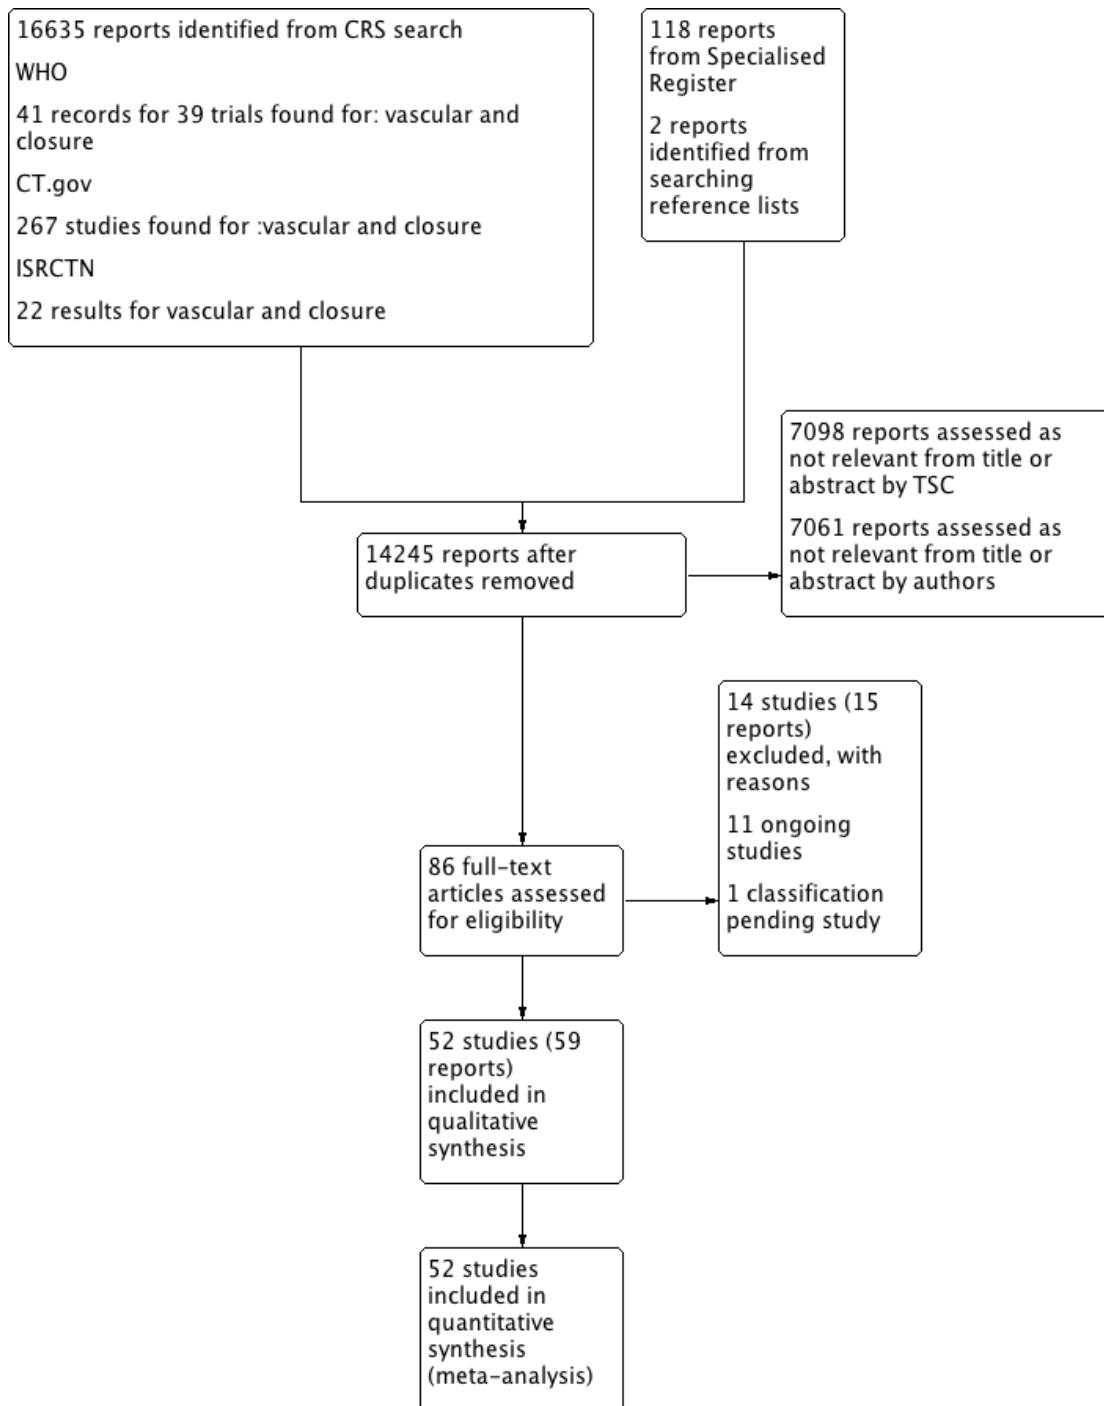 16635 reports identified from CRS search
WHO
41 records for 39 trials found for: vascular and
closure
CT.gov
267 studies found for :vascular and closure
ISRCTN
22 results for vascular and closure
118 reports
from Specialised
Register
2 reports
identified from
searching
reference lists
14245 reports after
duplicates removed
7098 reports assessed as
not relevant from title or
abstract by TSC
7061 reports assessed as
not relevant from title or
abstract by authors
86 full-text
articles assessed
for eligibility
14 studies (15
reports)
excluded, with
reasons
11 ongoing
studies
1 classification
pending study
52 studies (59
reports)
included in
qualitative
synthesis
52 studies
included in
quantitative
synthesis
(meta-analysis)